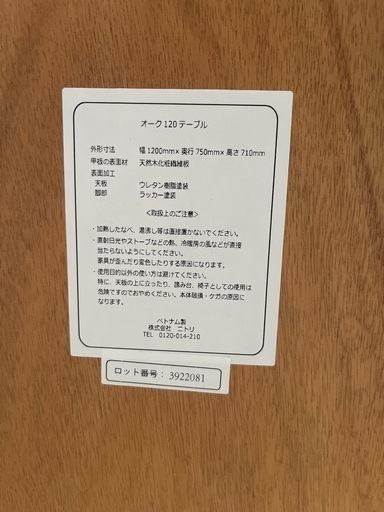 オーク120テーブル
外形寸法 幅1200mm×奥行750mm×高さ710mm
甲板の表面材 天然木化粧繊維板
表面加工
天板 ウレタン樹脂塗装
脚部 ラッカー塗装
<取扱上のご注意>
・加熱したなべ、湯沸し等は直接置かないでください。
・直射日光やストーブなどの熱、冷暖房の風などが直接
当たらないようにしてください。
家具が歪んだり変色したりする原因になります。
・使用目的以外の使い方は避けてください。
特に、天板の上に立ったり、踏み台、椅子としての使用は
危険ですのでおやめください。本体破損・ケガの原因に
なります。
ベトナム製
株式会社 ニトリ
TEL 0120-014-210
ロット番号: 3922081